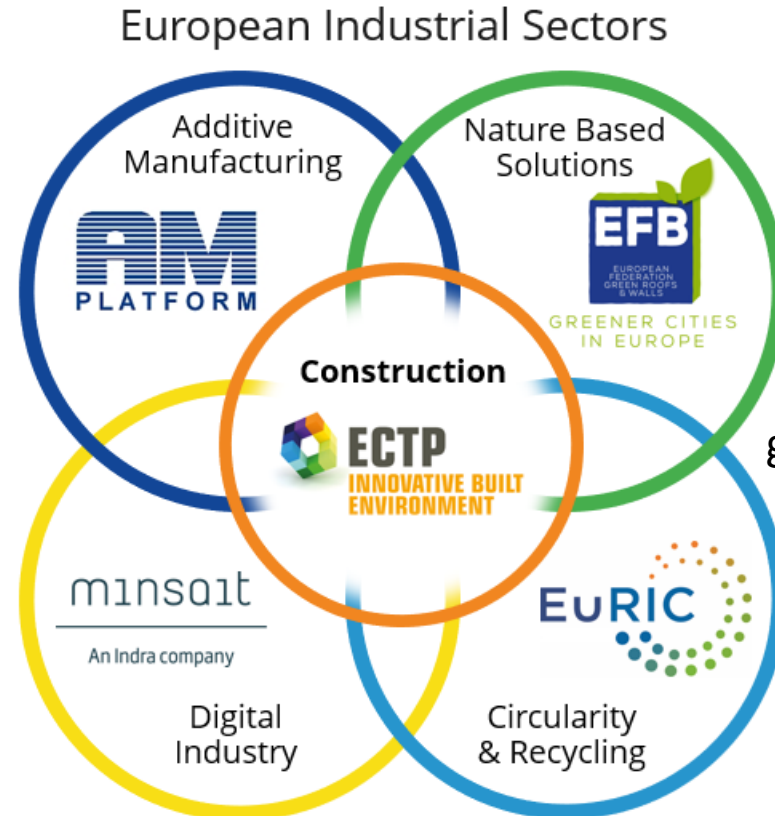 European Industrial Sectors
Additive
Manufacturing
AM
PLATFORM
Nature Based
Solutions
EFB
EUROPEAN
FEDERATION
GREEN ROOFS
& WALLS
GREENER CITIES
IN EUROPE
Construction
ECTP
INNOVATIVE BUILT
ENVIRONMENT
g
minsait
An Indra company
Digital
Industry
EuRIC
Circularity
& Recycling